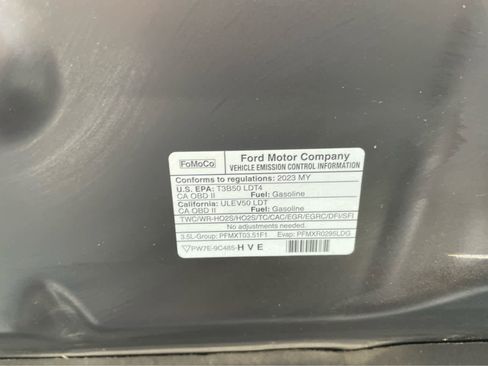 FoMoCo
Ford Motor Company
VEHICLE EMISSION CONTROL INFORMATION
Conforms to regulations: 2023 MY
U.S. EPA: T3B50 LDT4
CA OBD II Fuel: Gasoline
California: ULEV50 LDT
CA OBD II Fuel: Gasoline
TWC/WR-HO2S/HO2S/TC/CAC/EGR/EGRC/DFI/SFI
No adjustments needed.
3.5L-Group: PFMXT03.51F1 Evap: PFMXR0295LDG
PW7E-9C485-HVE